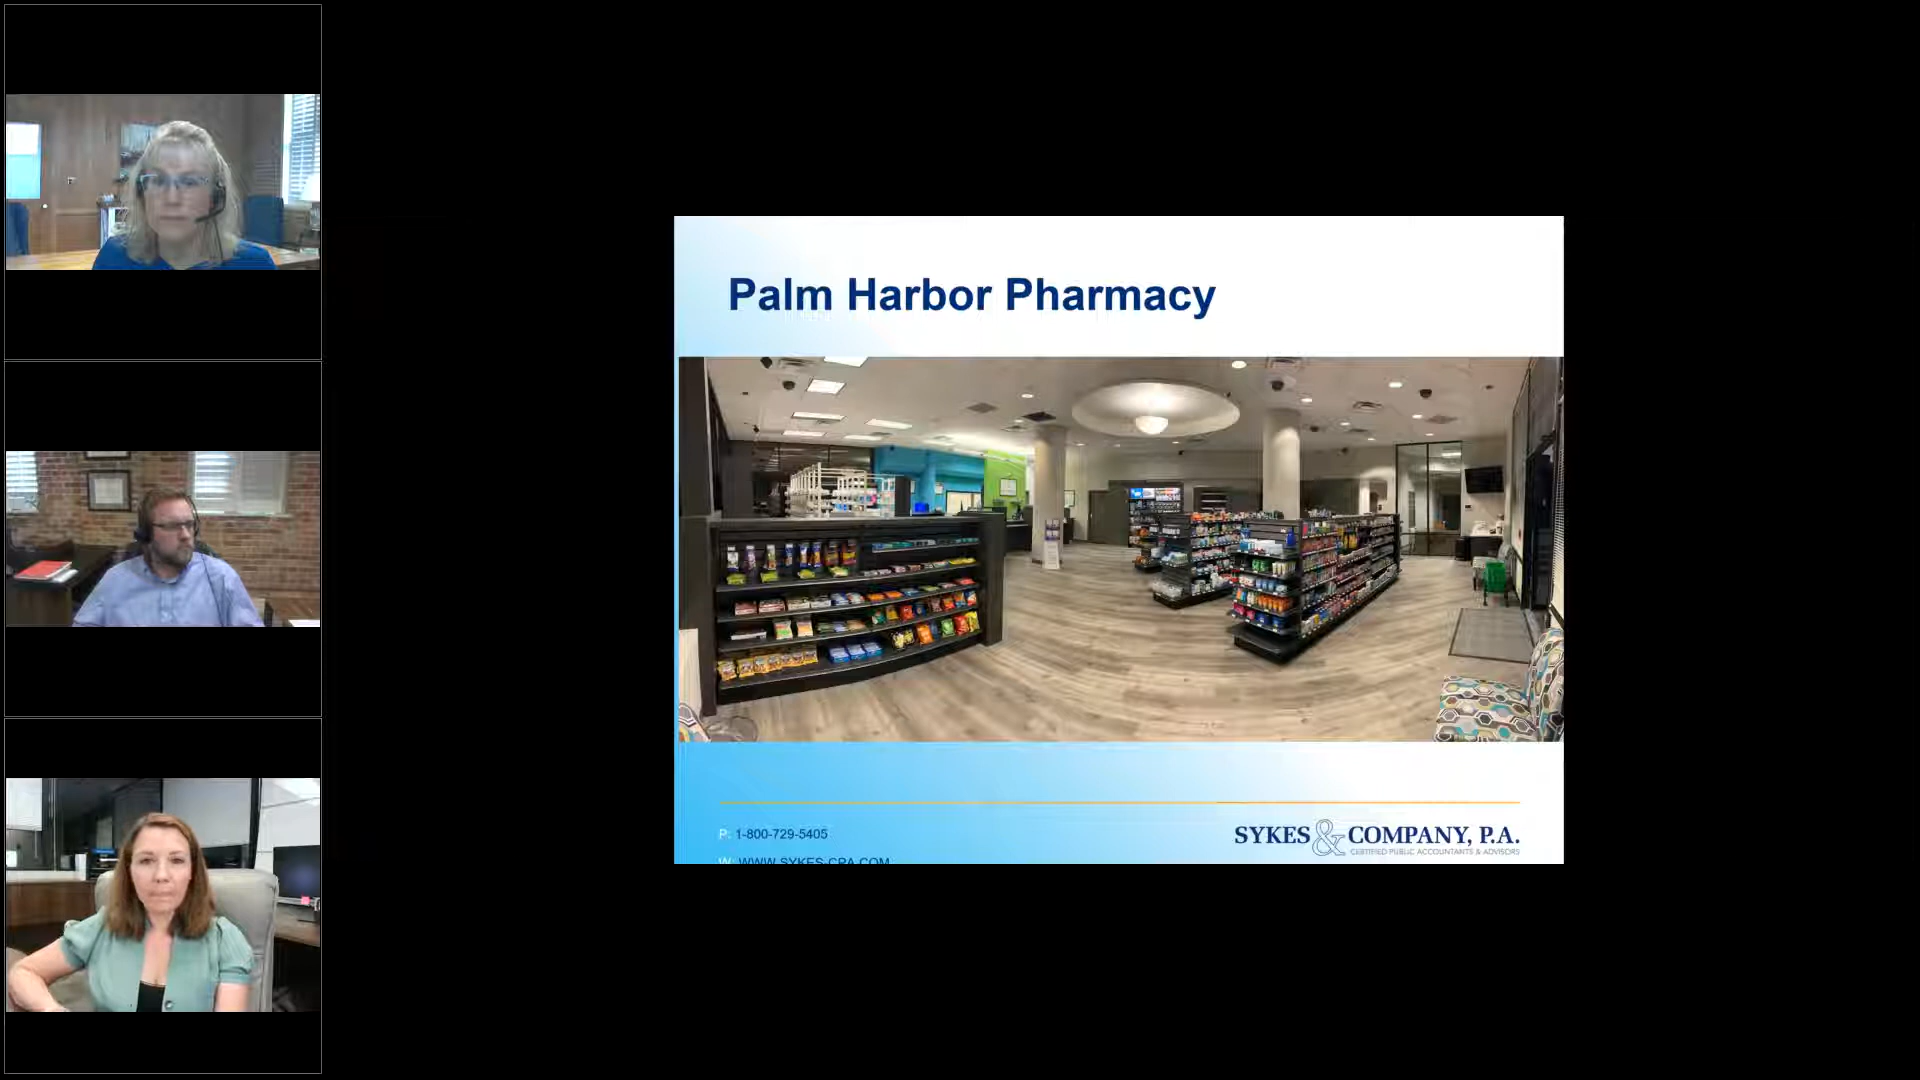 Palm Harbor Pharmacy
P: 1-800-729-5405
W: WWW.SYKES-CPA.COM
SYKES & COMPANY, P.A.
CERTIFIED PUBLIC ACCOUNTANTS & ADVISORS